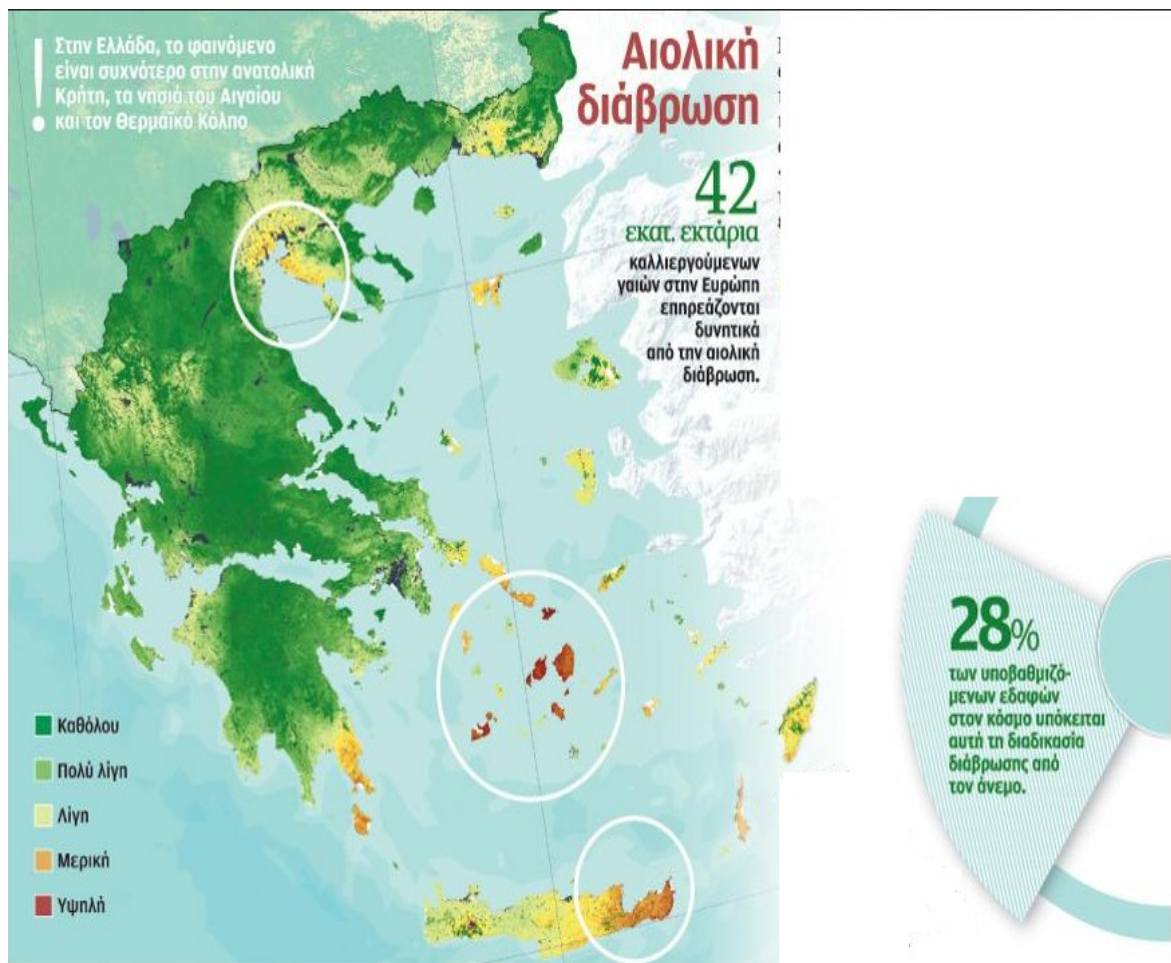 Στην Ελλάδα, το φαινόμενο
είναι συχνότερο στην ανατολική
Κρήτη, τα νησιά του Αιγαίου
και τον Θερμαϊκό Κόλπο
Αιολική
διάβρωση
42
εκατ. εκτάρια
καλλιεργούμενων
γαιών στην Ευρώπη
επηρεάζονται
δυνητικά
από την αιολική
διάβρωση.
Καθόλου
Πολύ λίγη
Λίγη
Μερική
Υψηλή
28%
των υποβαθμιζό-
μενων εδαφών
στον κόσμο υπόκειται
αυτή τη διαδικασία
διάβρωσης από
τον άνεμο.